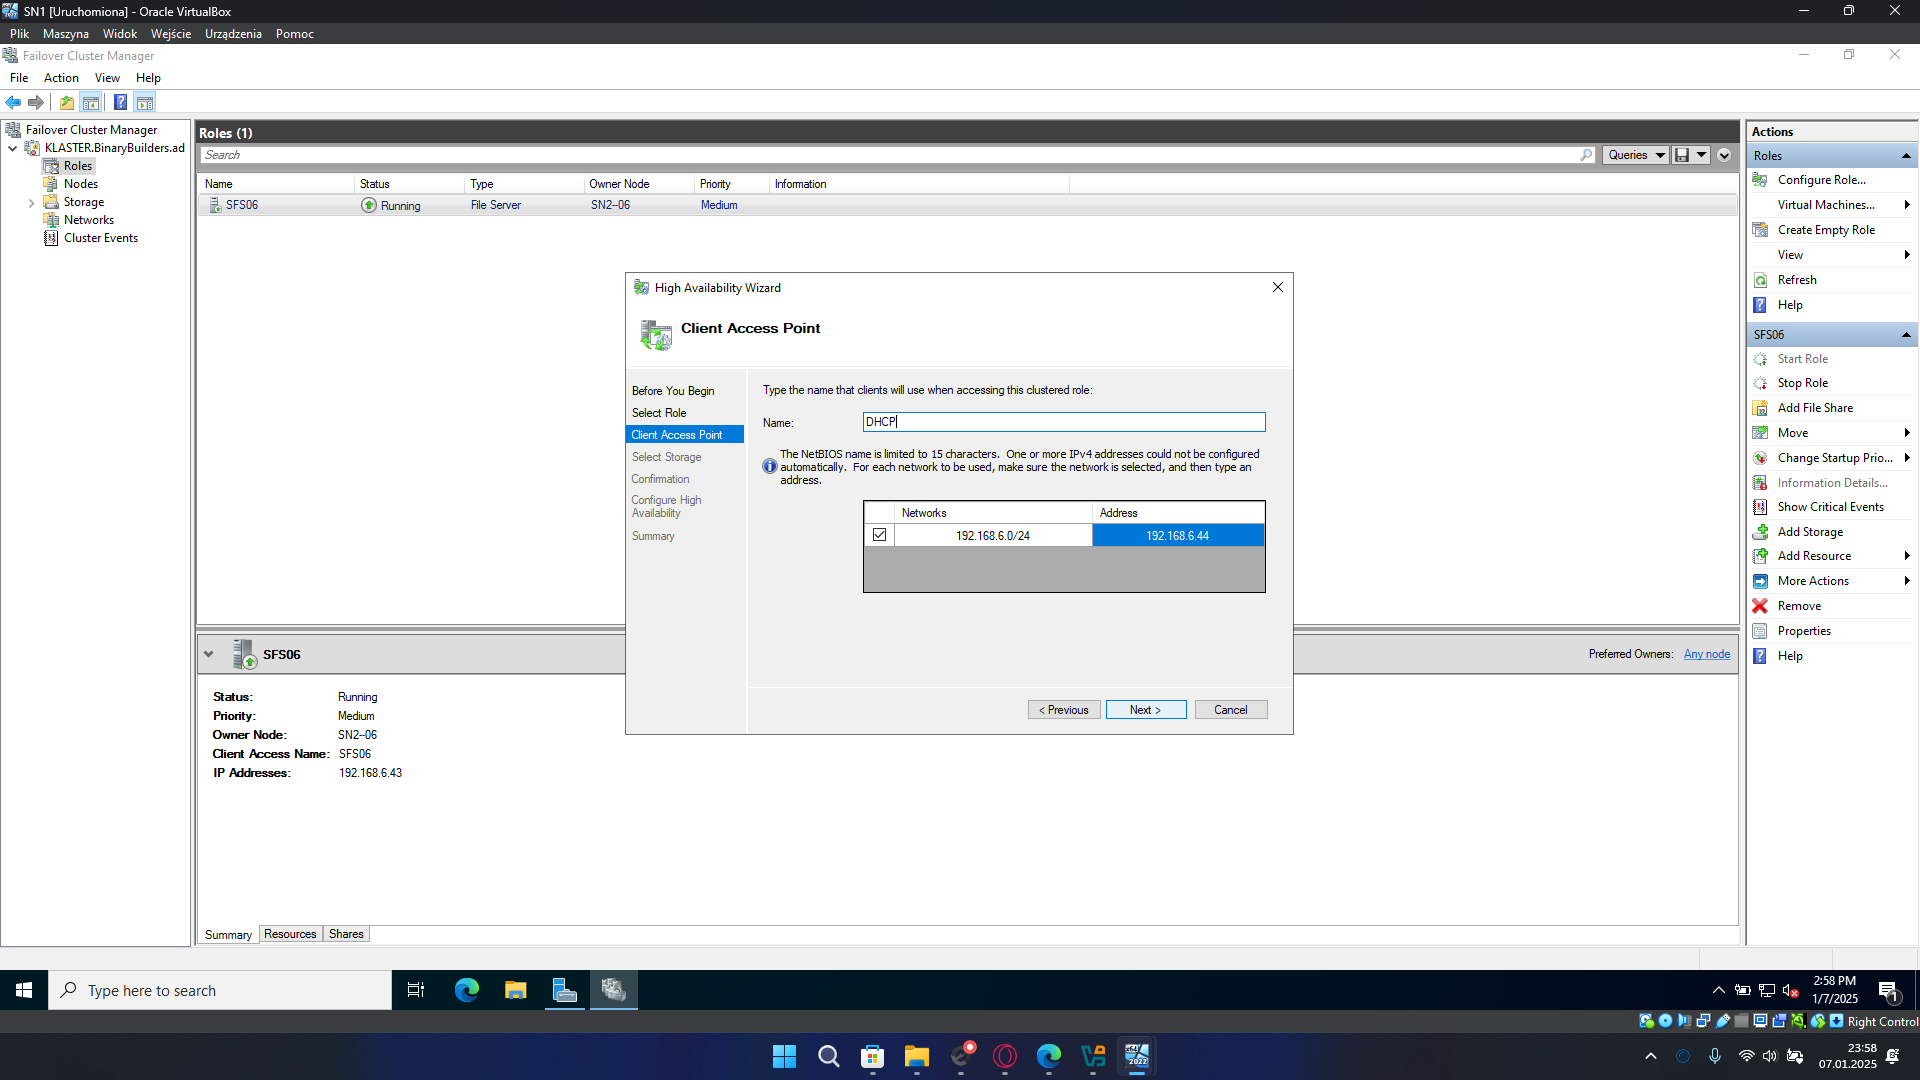 SN1 [Uruchomiona] - Oracle VirtualBox
Plik Maszyna Widok Wejście Urządzenia Pomoc
Failover Cluster Manager
File Action View Help
Failover Cluster Manager
KLASTER.BinaryBuilders.ad
Roles
Nodes
Storage
Networks
Cluster Events
Roles (1)
Search
Queries
Name Status Type Owner Node Priority Information
SFS06 Running File Server SN2--06 Medium
High Availability Wizard
Client Access Point
Before You Begin
Select Role
Client Access Point
Select Storage
Confirmation
Configure High
Availability
Summary
Type the name that clients will use when accessing this clustered role:
Name: DHCP
The NetBIOS name is limited to 15 characters. One or more IPv4 addresses could not be configured
automatically. For each network to be used, make sure the network is selected, and then type an
address.
Networks Address
192.168.6.0/24 192.168.6.44
< Previous Next > Cancel
SFS06
Preferred Owners: Any node
Status: Running
Priority: Medium
Owner Node: SN2--06
Client Access Name: SFS06
IP Addresses: 192.168.6.43
Summary Resources Shares
Actions
Roles
Configure Role...
Virtual Machines...
Create Empty Role
View
Refresh
Help
SFS06
Start Role
Stop Role
Add File Share
Move
Change Startup Prio...
Information Details...
Show Critical Events
Add Storage
Add Resource
More Actions
Remove
Properties
Help
Type here to search
2:58 PM
1/7/2025
1
Right Control
23:58
07.01.2025